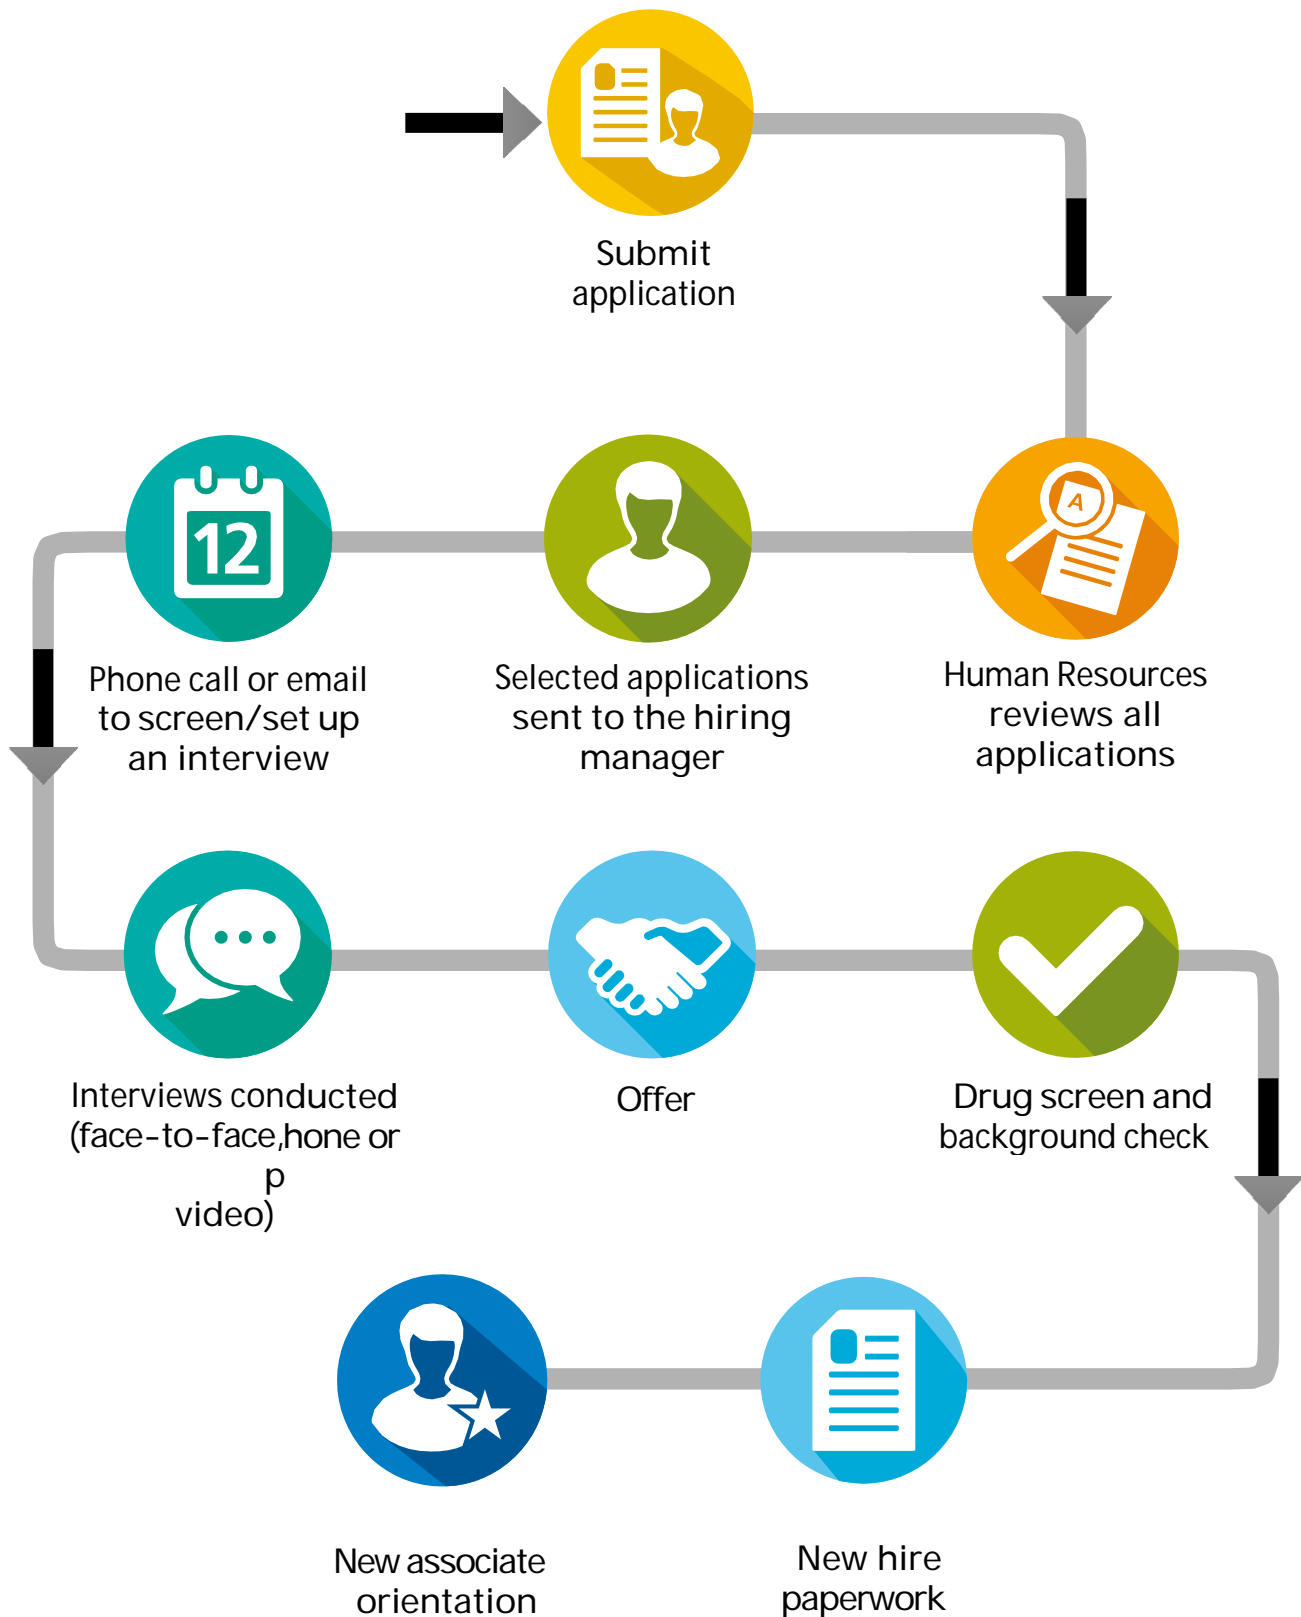 Submit
application
A
12
Human Resources
reviews all
applications
Selected applications
sent to the hiring
manager
Phone call or email
to screen/set up
an interview
Interviews conducted
(face-to-face,hone or
p
video)
Offer
Drug screen and
background check
New hire
paperwork
New associate
orientation